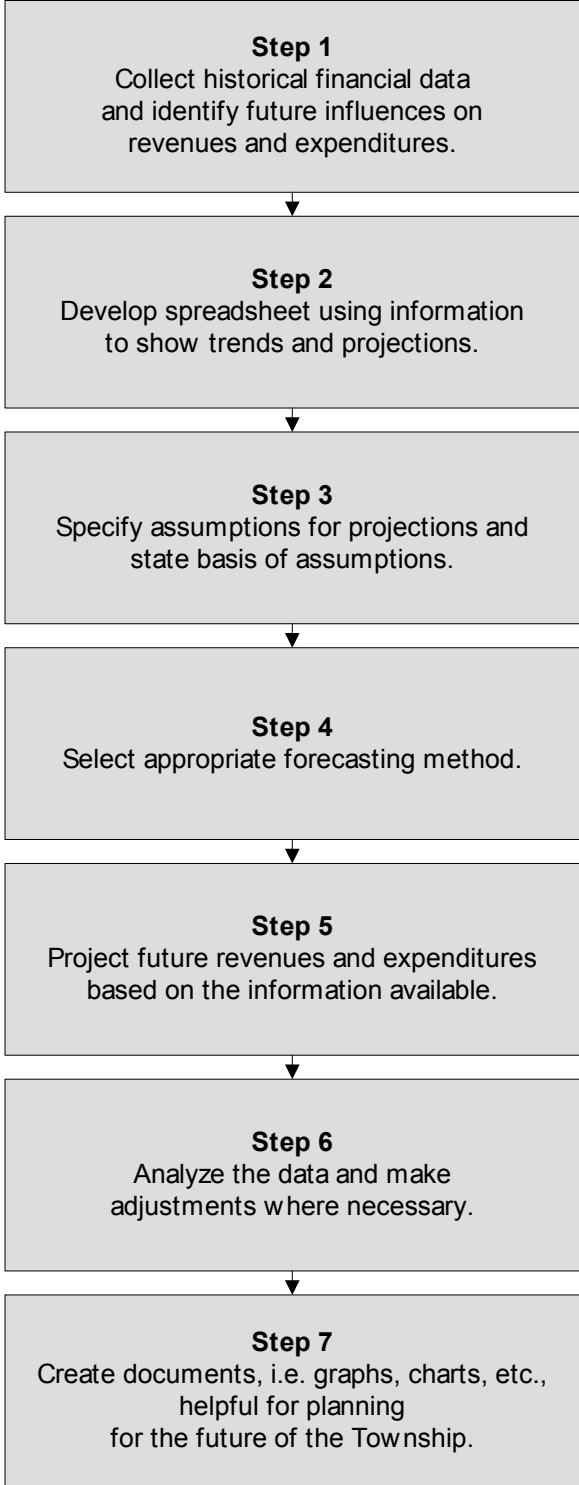 Step 1
Collect historical financial data
and identify future influences on
revenues and expenditures.
Step 2
Develop spreadsheet using information
to show trends and projections.
Step 3
Specify assumptions for projections and
state basis of assumptions.
Step 4
Select appropriate forecasting method.
Step 5
Project future revenues and expenditures
based on the information available.
Step 6
Analyze the data and make
adjustments where necessary.
Step 7
Create documents, i.e. graphs, charts, etc.,
helpful for planning
for the future of the Township.